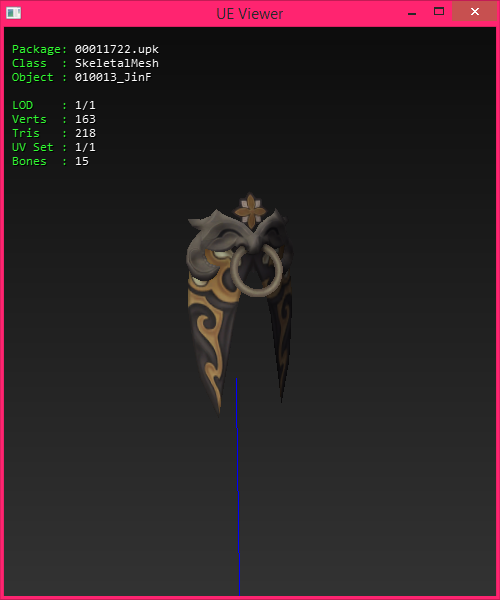 UE Viewer
Package: 00011722.upk
Class : SkeletalMesh
Object : 010013_JinF
LOD : 1/1
Verts : 163
Tris : 218
UV Set : 1/1
Bones : 15